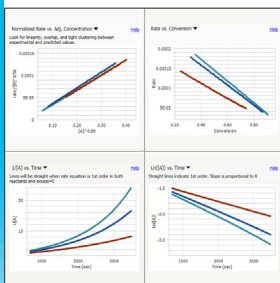 Normalized Rate vs. Adj. Concentration ▼ Help
Look for linearity, overlap, and tight clustering between
experimental and predicted values.
0.00015
0.0001
5E-05
0.10 0.20 0.30 0.40
[A]^0.85
Rate vs. Conversion ▼ Help
0.0002
0.00015
0.0001
5E-05
Rate
0.20 0.40 0.60 0.80
Conversion
1/[A] vs. Time ▼ Help
Lines will be straight when rate equation is 1st order in both
reactants and excess=0
20
10
1/[A]
1000 2000 3000
Time [sec]
Ln([A]) vs. Time ▼ Help
Straight lines indicate 1st order. Slope is proportional to K
-1.0
-2.0
-3.0
Ln([A])
1000 2000 3000
Time [sec]